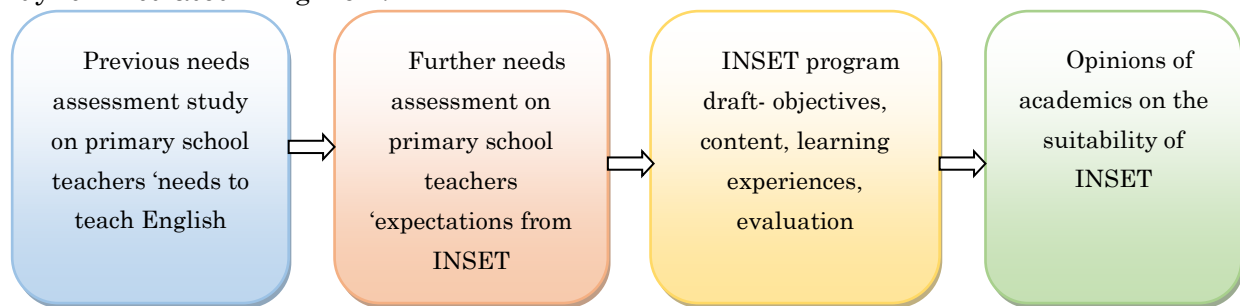 Previous needs
assessment study
on primary school
teachers ‘needs to
teach English
Further needs
assessment on
primary school
teachers
‘expectations from
INSET
INSET program
draft- objectives,
content, learning
experiences,
evaluation
Opinions of
academics on the
suitability of
INSET